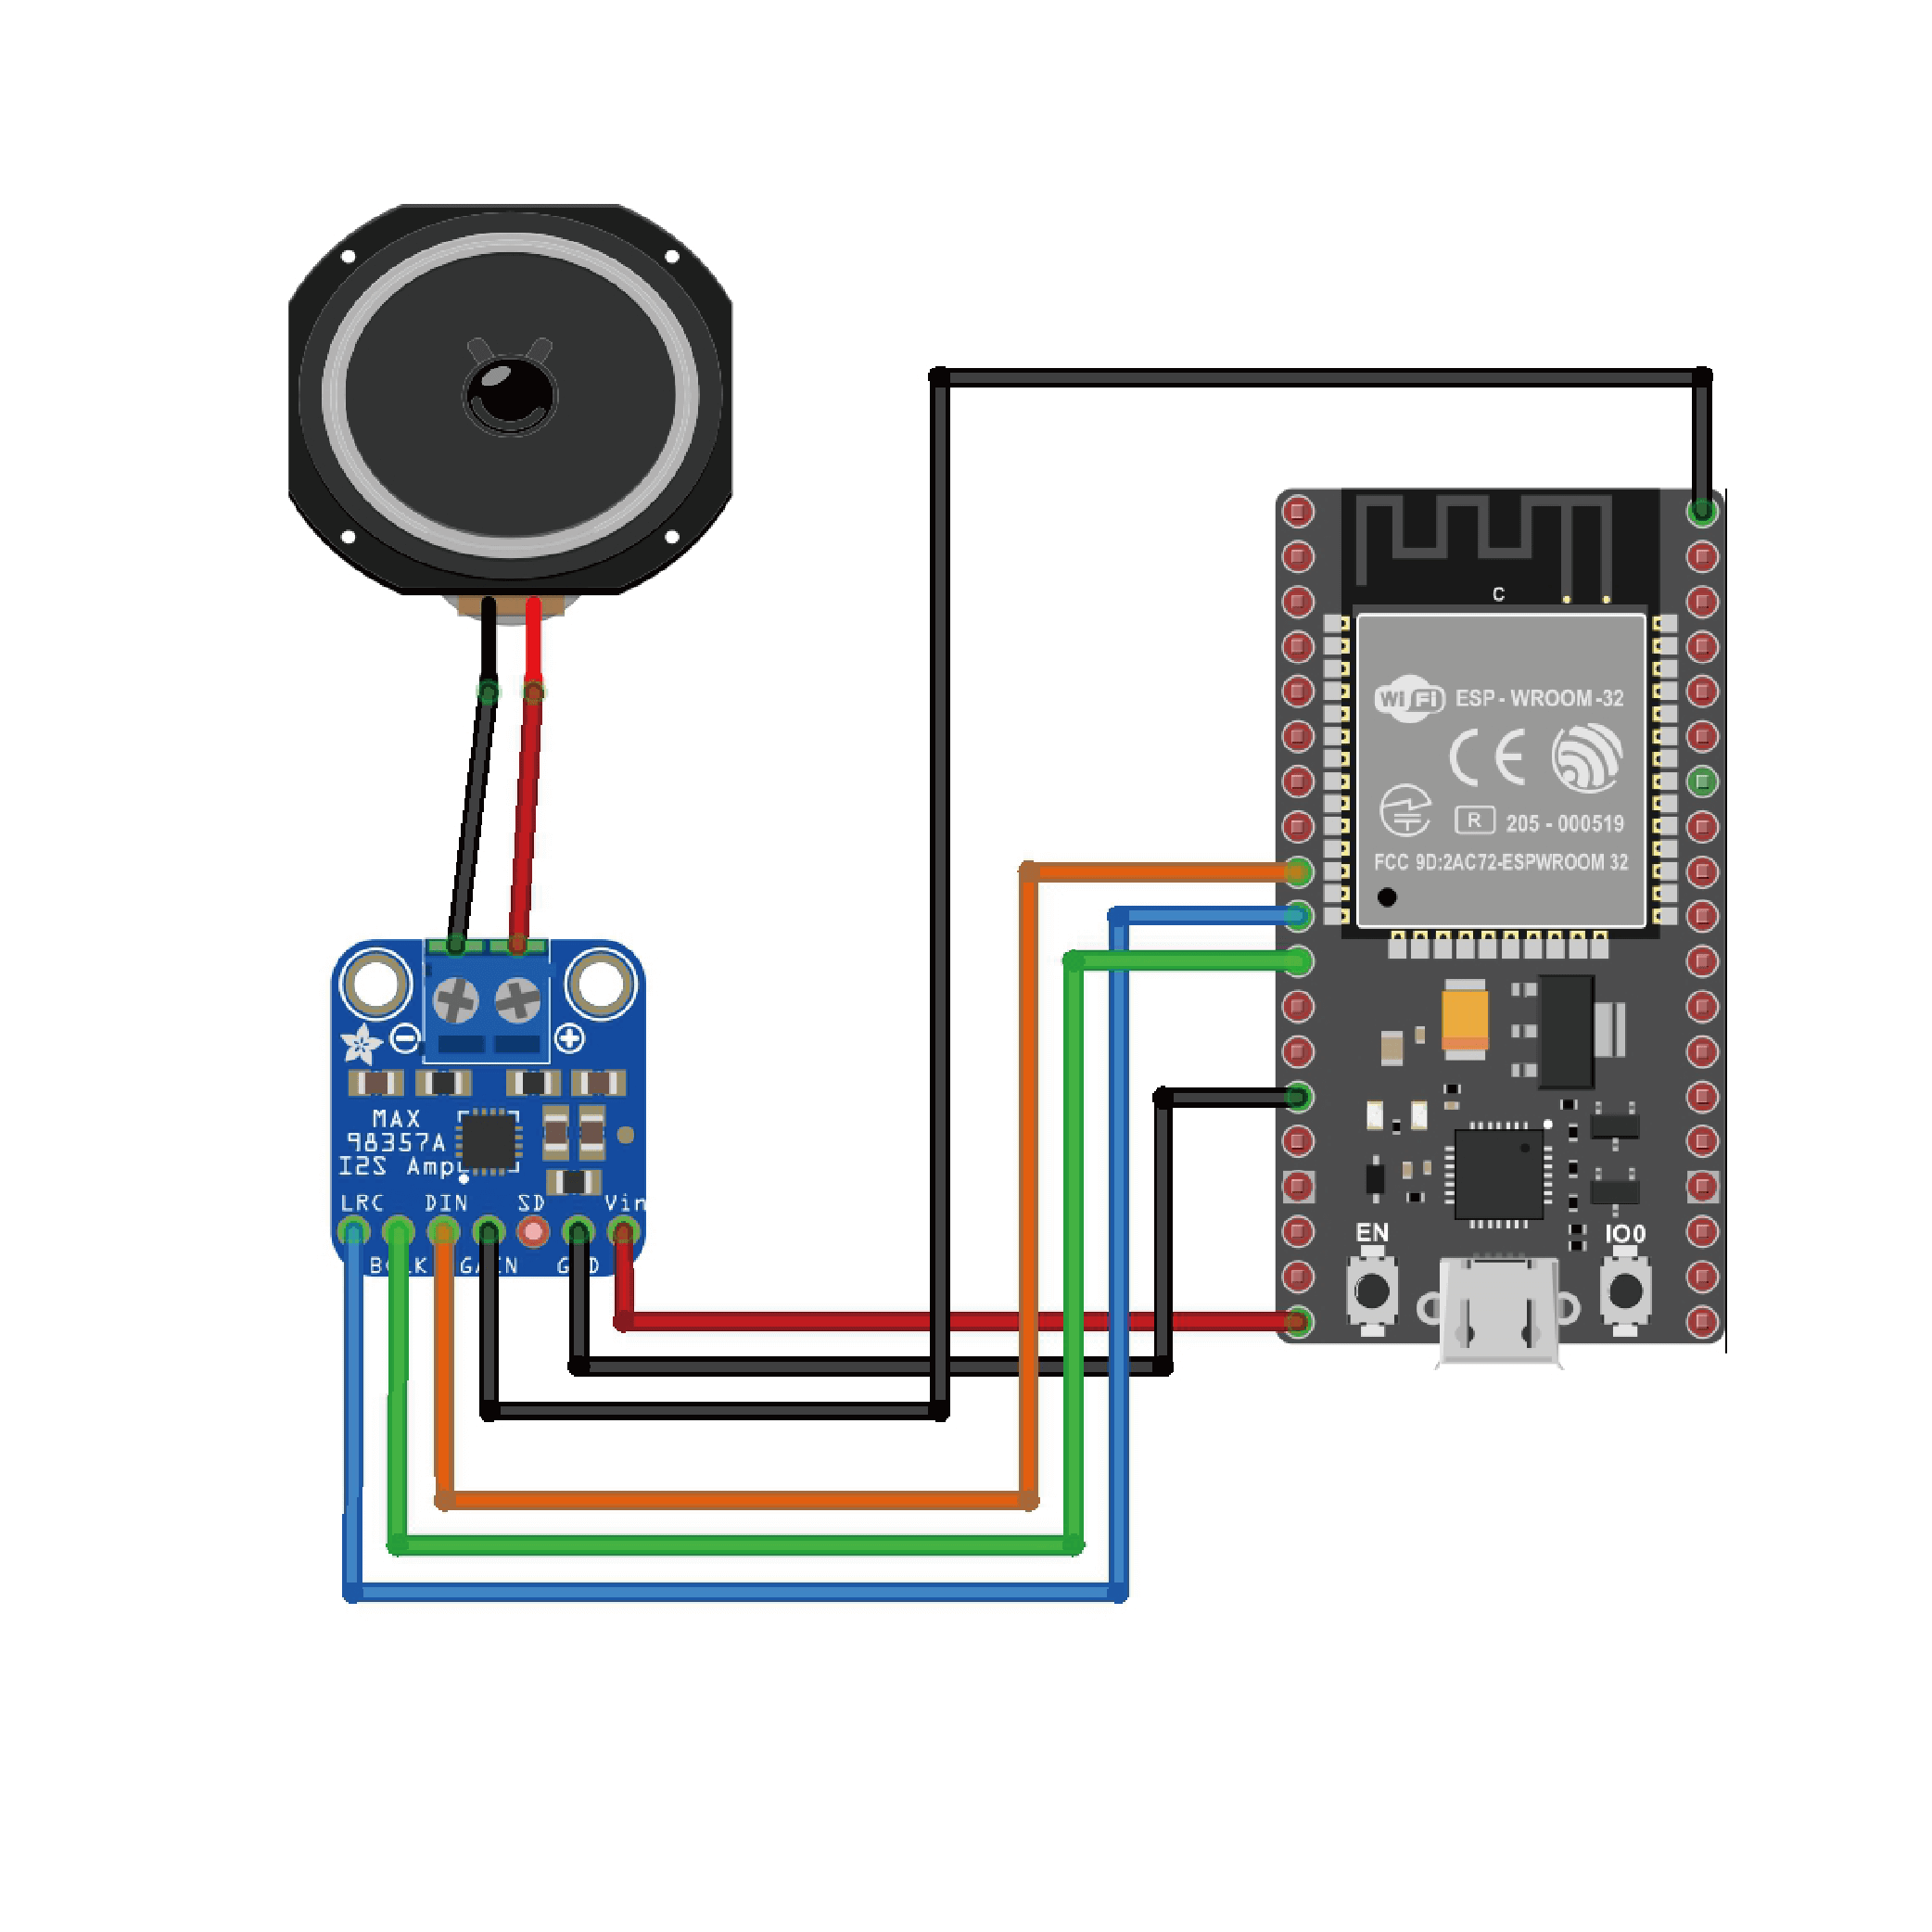 C
WiFi ESP - WROOM -32
CE
R 205 - 000519
FCC 9D:2AC72-ESPWROOM 32
MAX
98357A
I2S Amp
LRC DIN SD Vin
BCLK GAIN GND
EN IO0